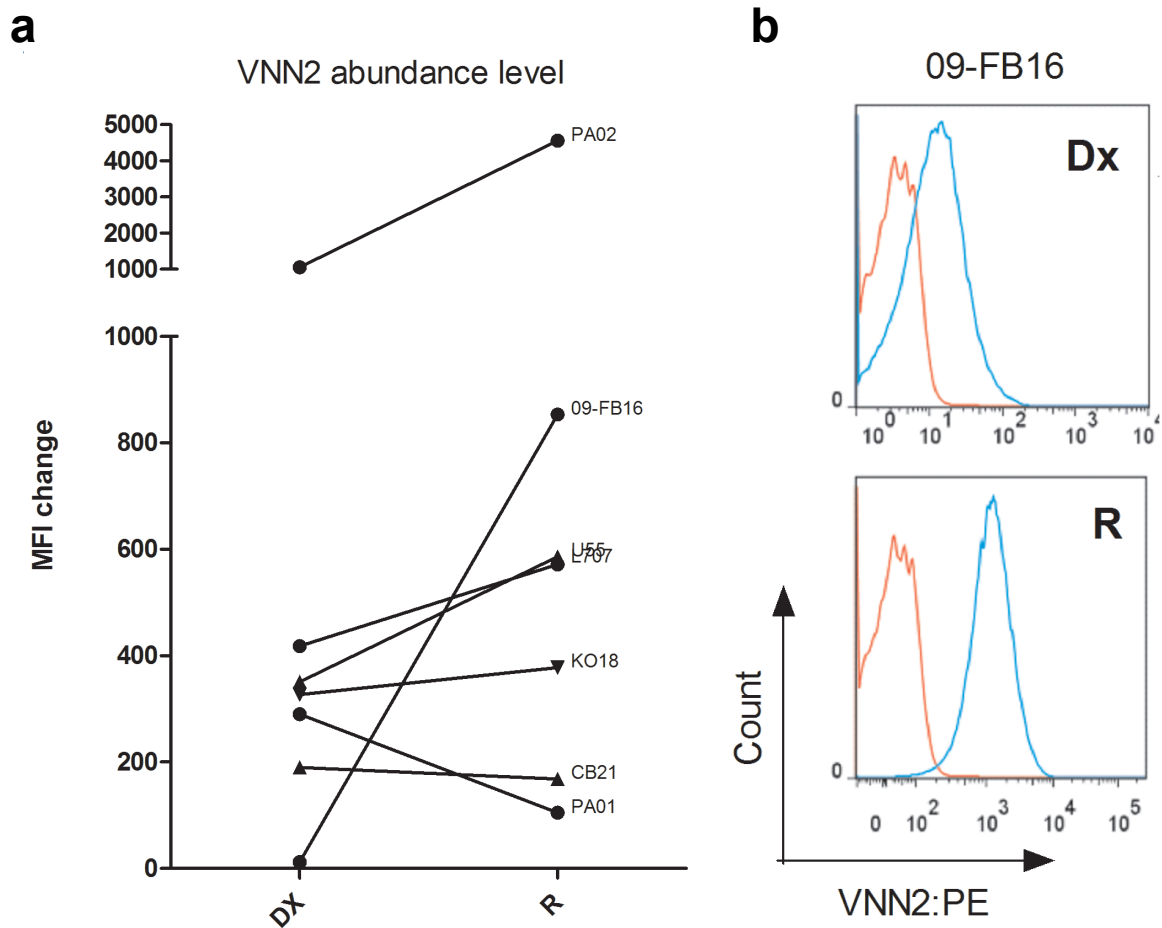 a
VNN2 abundance level
MFI change
5000
4000
3000
2000
1000
1000
800
600
400
200
0
PA02
09-FB16
U55
L707
KO18
CB21
PA01
DX
R
b
09-FB16
Dx
0
10^0 10^1 10^2 10^3 10^4
R
0
0 10^2 10^3 10^4 10^5
Count
VNN2:PE